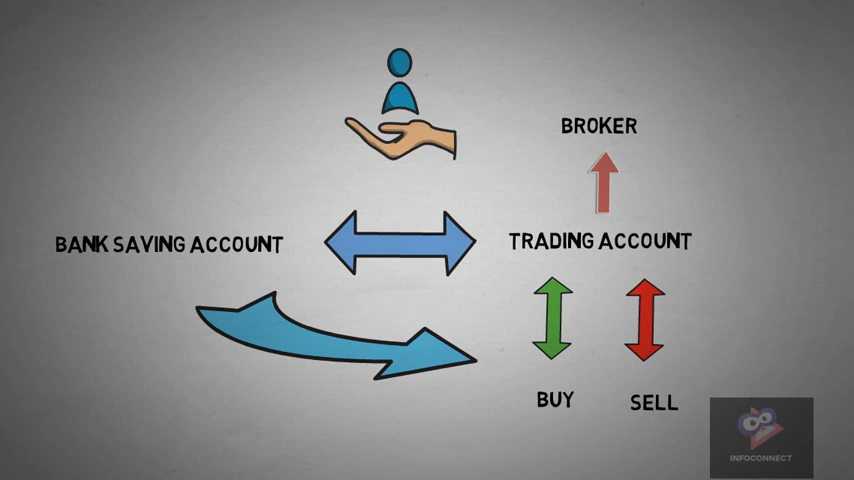 BROKER
BANK SAVING ACCOUNT
TRADING ACCOUNT
BUY
SELL
INFOCONNECT